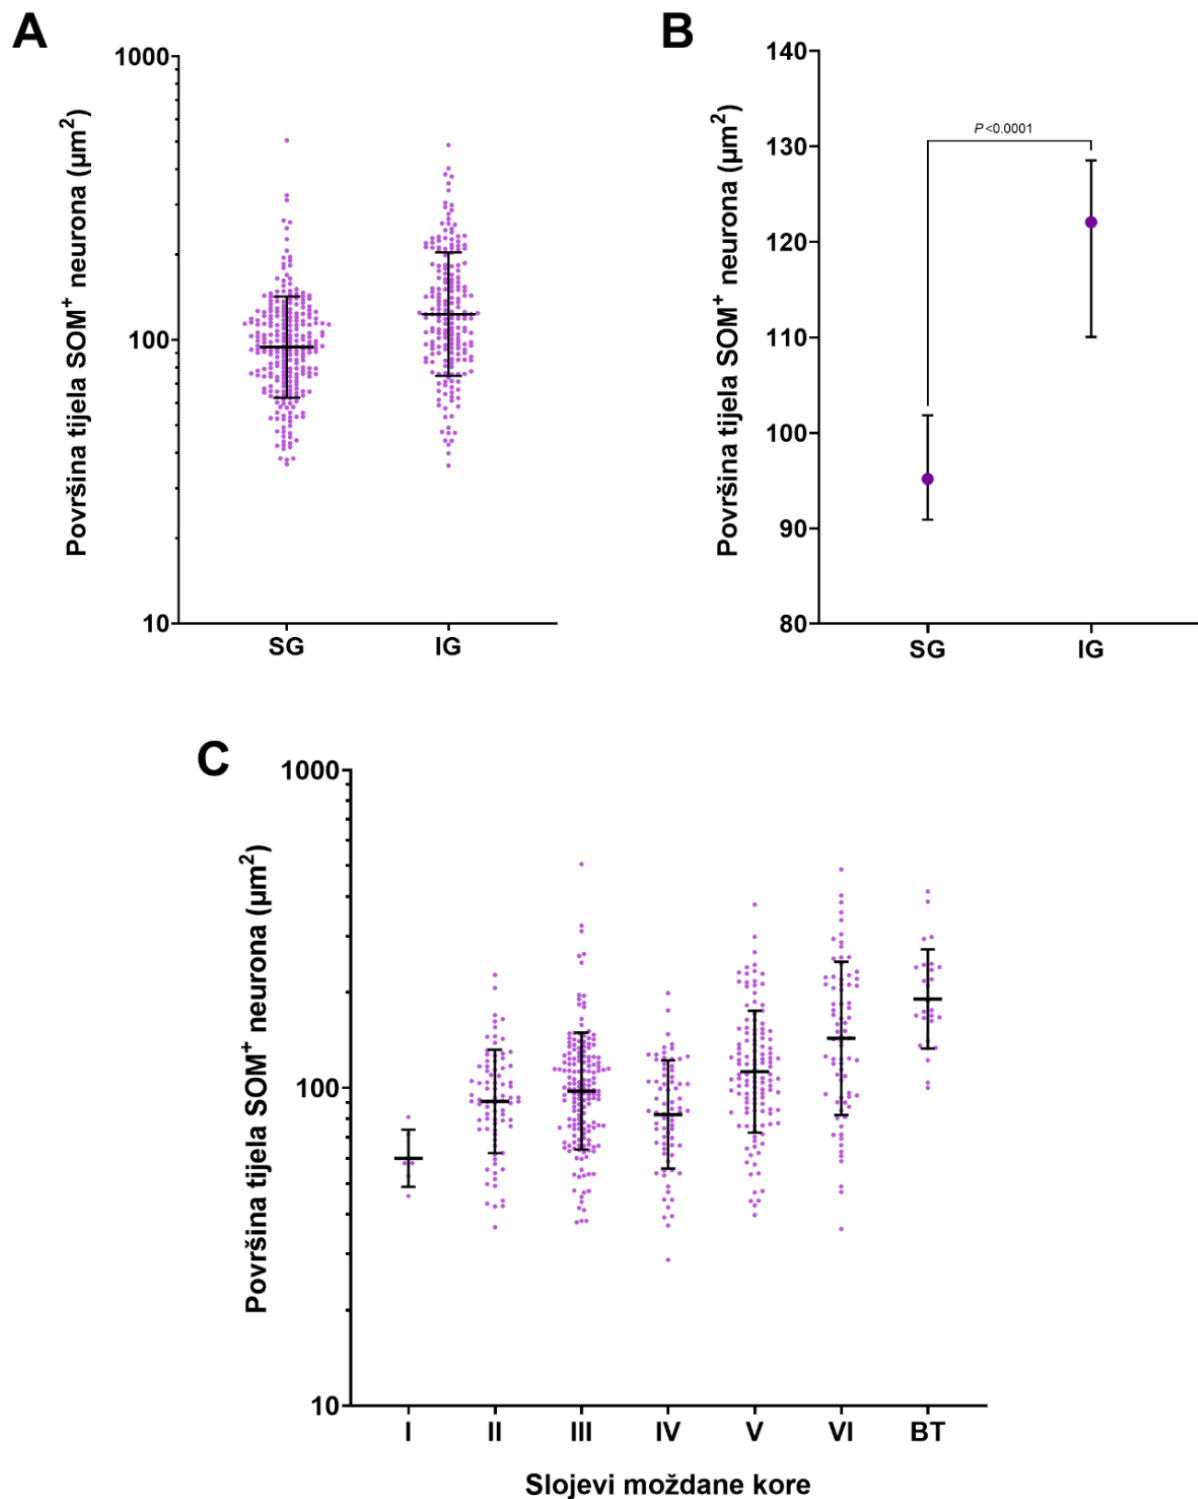 A
B
Površina tijela SOM⁺ neurona (µm²)
1000
100
10
SG
IG
Površina tijela SOM⁺ neurona (µm²)
140
130
120
110
100
90
80
P<0.0001
SG
IG
C
Površina tijela SOM⁺ neurona (µm²)
1000
100
10
I
II
III
IV
V
VI
BT
Slojevi moždane kore